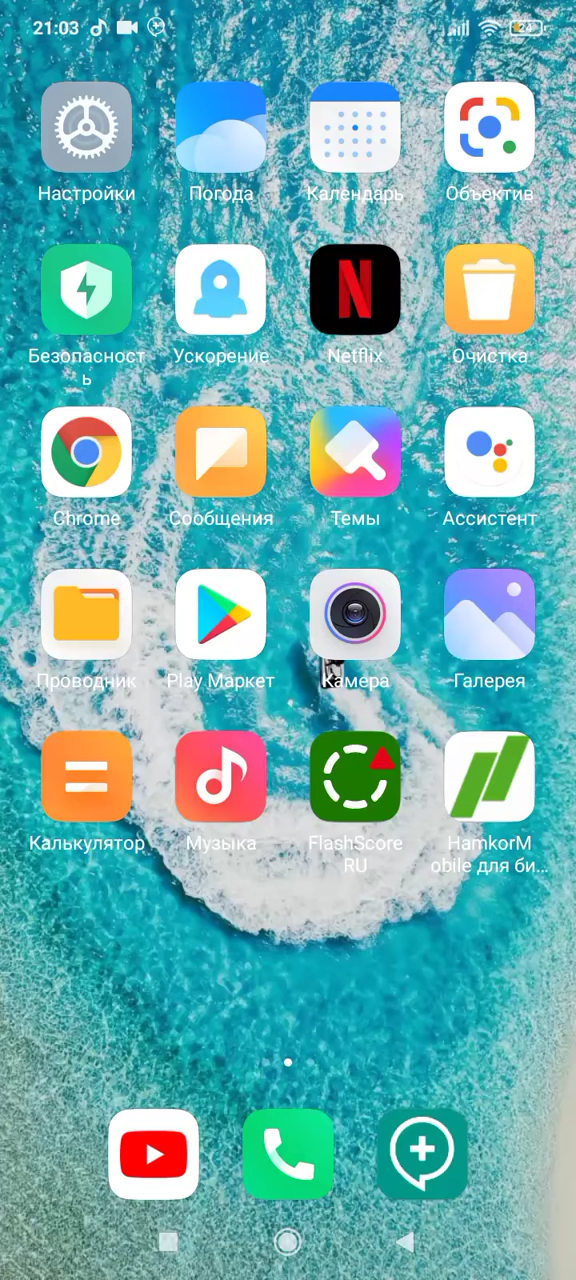 21:03
24
Настройки
Погода
Календарь
Объектив
Безопасност
ь
Ускорение
Netflix
Очистка
Chrome
Сообщения
Темы
Ассистент
Проводник
Play Маркет
Камера
Галерея
Калькулятор
Музыка
FlashScore
RU
HamkorM
obile для би...